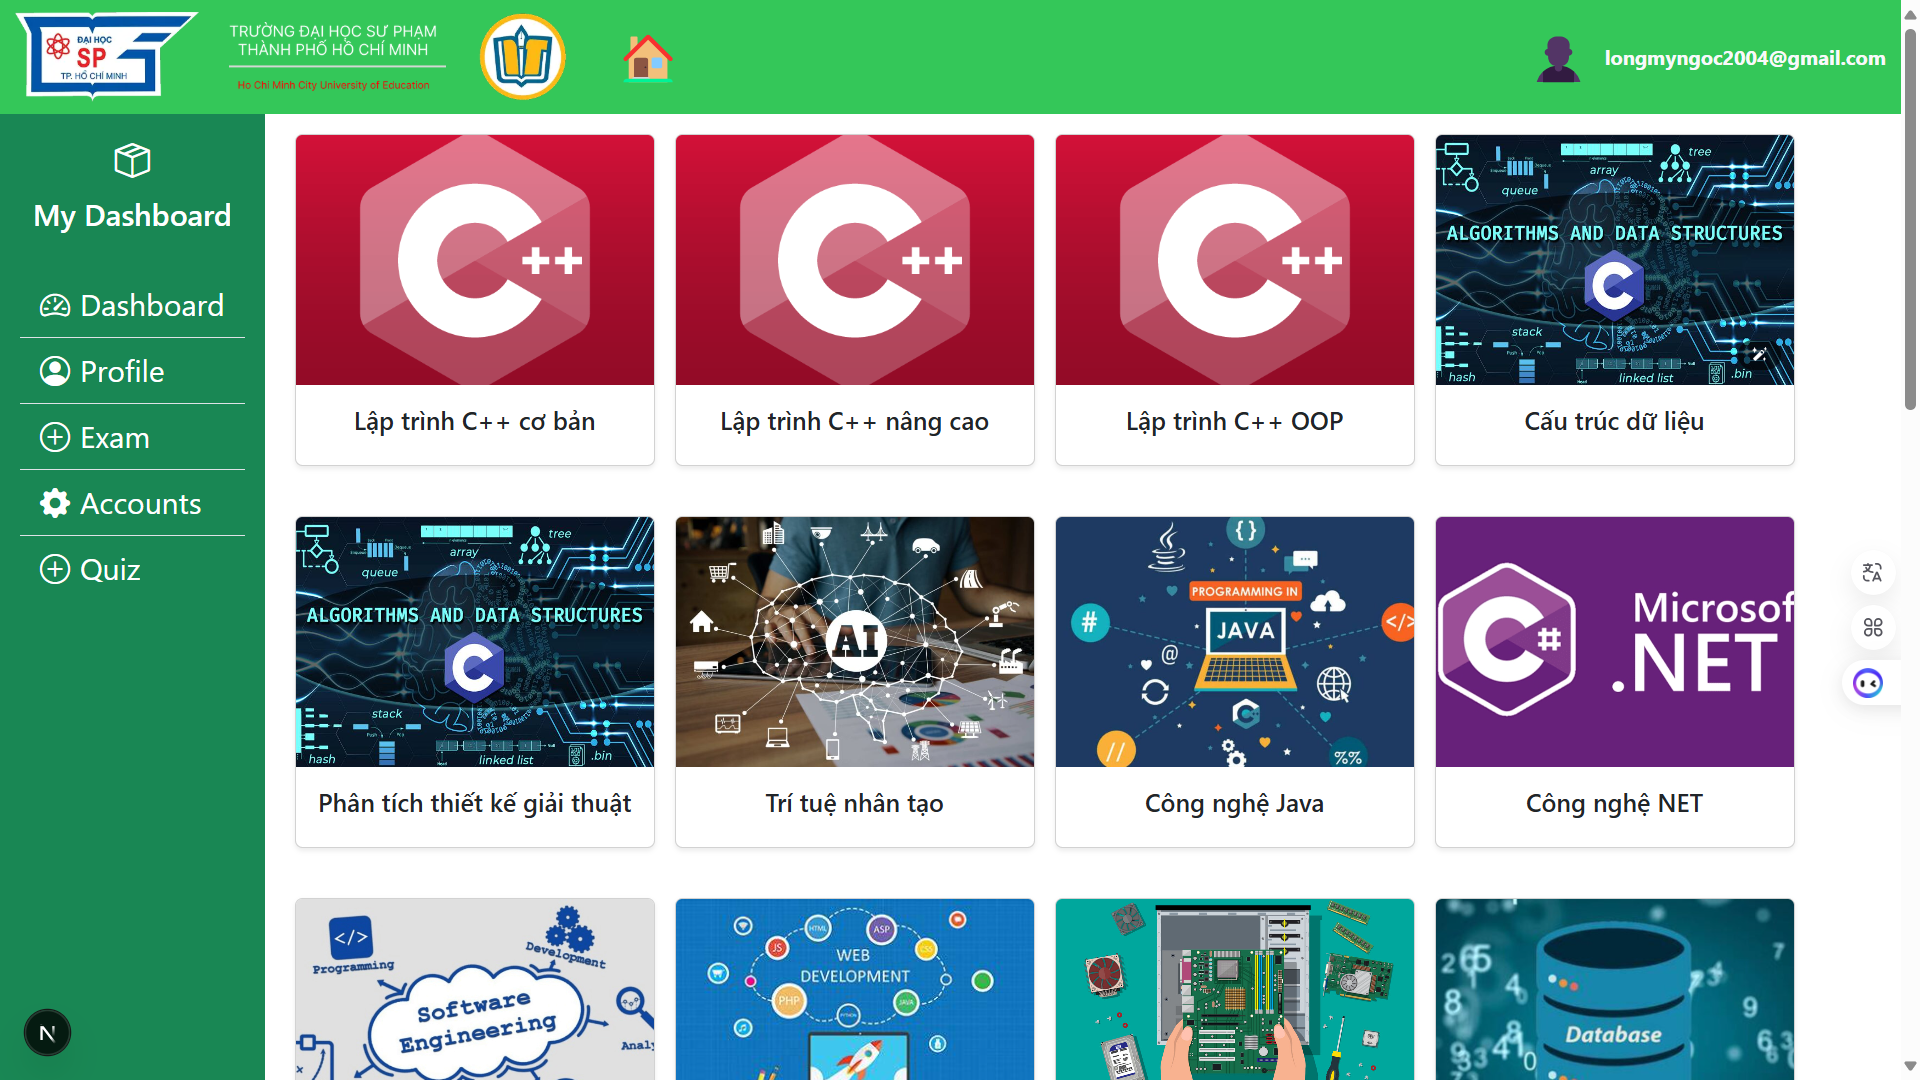 ĐẠI HỌC
SP
TP. HỒ CHÍ MINH
TRƯỜNG ĐẠI HỌC SƯ PHẠM
THÀNH PHỐ HỒ CHÍ MINH
Ho Chi Minh City University of Education
longmyngoc2004@gmail.com
My Dashboard
Dashboard
Profile
Exam
Accounts
Quiz
N
C++
Lập trình C++ cơ bản
C++
Lập trình C++ nâng cao
C++
Lập trình C++ OOP
tree
array
queue
ALGORITHMS AND DATA STRUCTURES
C
stack
hash
linked list
.bin
Cấu trúc dữ liệu
tree
array
queue
ALGORITHMS AND DATA STRUCTURES
C
stack
hash
linked list
.bin
Phân tích thiết kế giải thuật
AI
Trí tuệ nhân tạo
{ }
PROGRAMMING IN
JAVA
#
</>
@
//
%%
Công nghệ Java
C#
Microsof
.NET
Công nghệ NET
</>
Programming
Development
Software
Engineering
Analy
HTML
ASP
JS
CSS
WEB
DEVELOPMENT
PHP
JAVA
PYTHON
Database